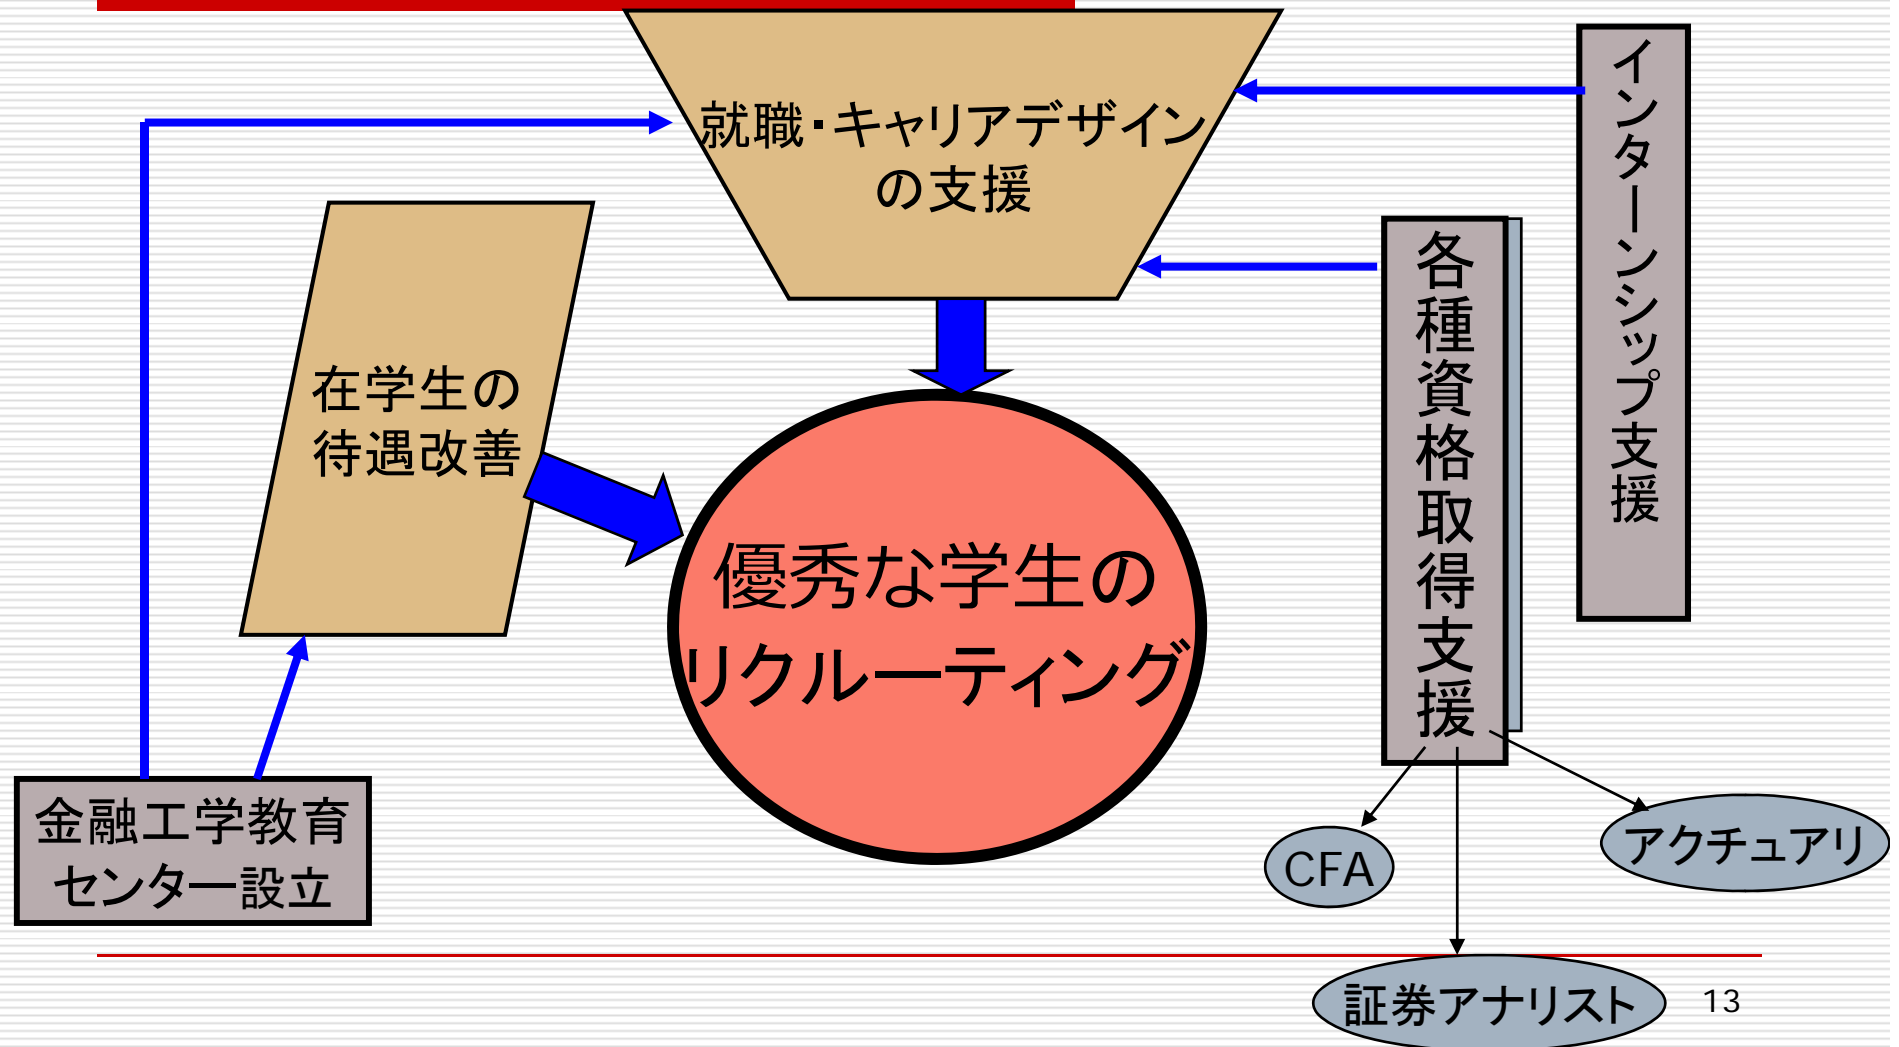 就職・キャリアデザイン
の支援
インターンシップ支援
各種資格取得支援
在学生の
待遇改善
優秀な学生の
リクルーティング
金融工学教育
センター設立
CFA
アクチュアリ
証券アナリスト
13